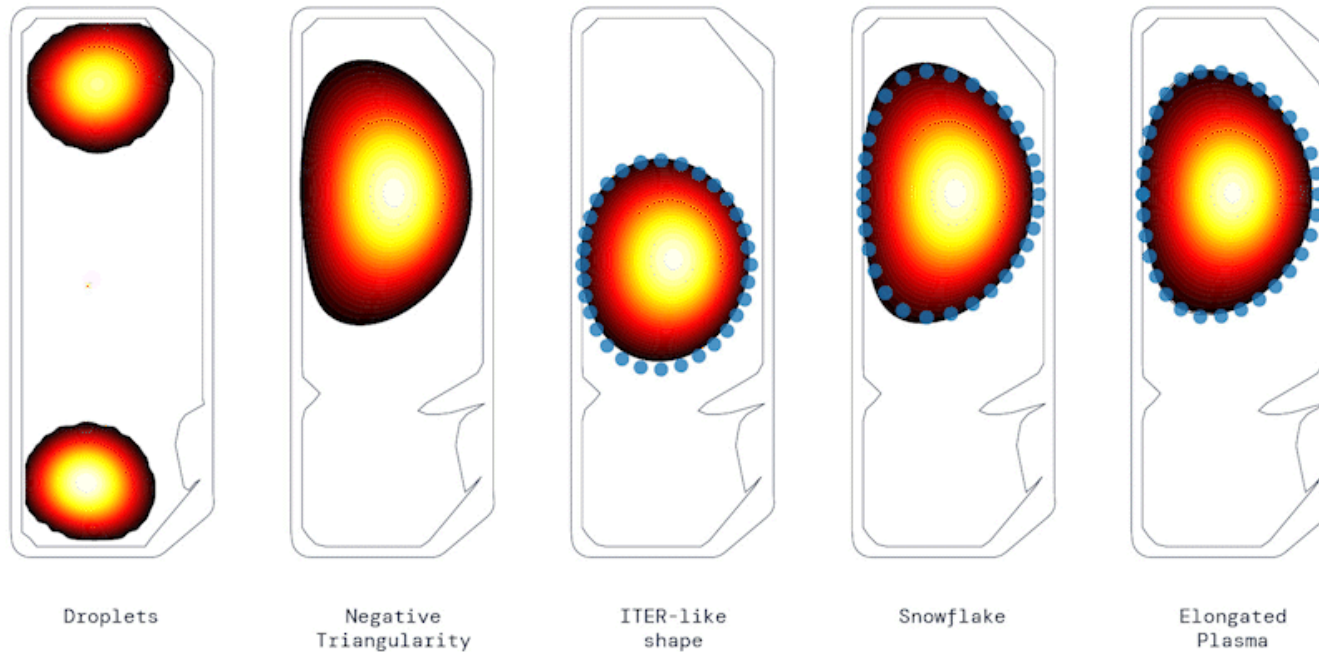 Droplets
Negative
Triangularity
ITER-like
shape
Snowflake
Elongated
Plasma